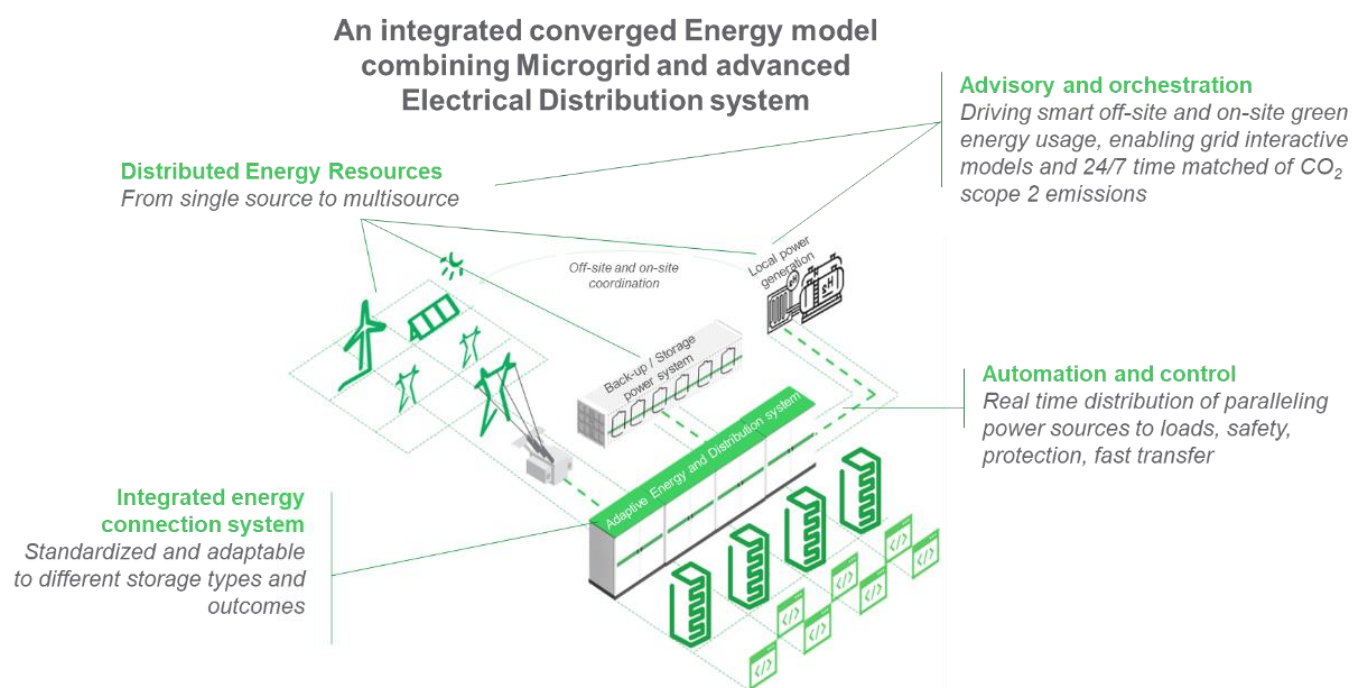 An integrated converged Energy model
combining Microgrid and advanced
Electrical Distribution system
Advisory and orchestration
Driving smart off-site and on-site green
energy usage, enabling grid interactive
models and 24/7 time matched of CO₂
scope 2 emissions
Distributed Energy Resources
From single source to multisource
Off-site and on-site
coordination
Local power
generation
H₂
H₂
Back-up / Storage
power system
Automation and control
Real time distribution of paralleling
power sources to loads, safety,
protection, fast transfer
Adaptive Energy and Distribution system
Integrated energy
connection system
Standardized and adaptable
to different storage types and
outcomes
</>
</>
</>
</>
</>
</>
</>
</>
</>